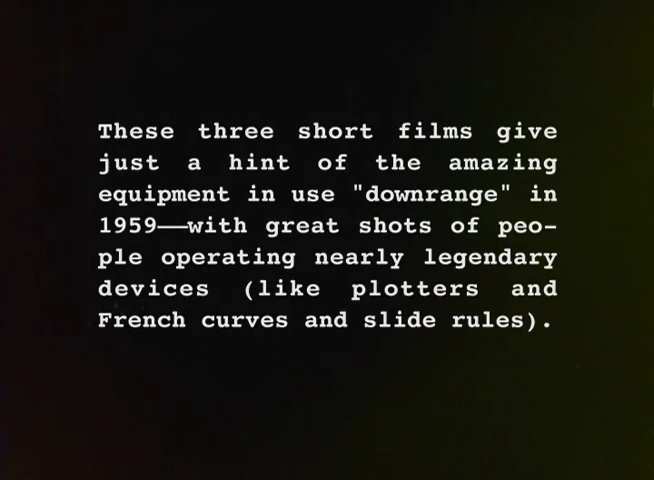 These three short films give
just a hint of the amazing
equipment in use "downrange" in
1959——with great shots of peo-
ple operating nearly legendary
devices (like plotters and
French curves and slide rules).